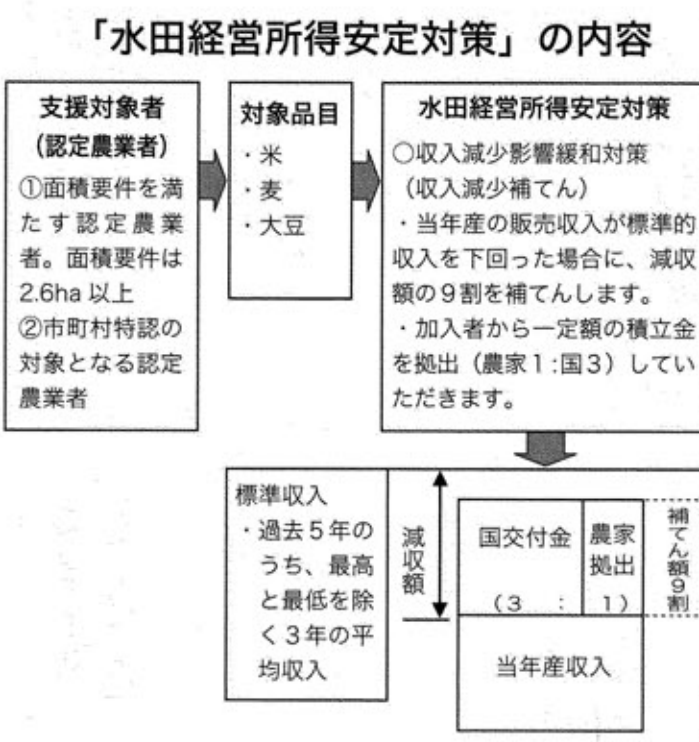 「水田経営所得安定対策」の内容
支援対象者
(認定農業者)
①面積要件を満
たす認定農業
者。面積要件は
2.6ha 以上
②市町村特認の
対象となる認定
農業者
対象品目
・米
・麦
・大豆
水田経営所得安定対策
○収入減少影響緩和対策
(収入減少補てん)
・当年産の販売収入が標準的
収入を下回った場合に、減収
額の9割を補てんします。
・加入者から一定額の積立金
を拠出(農家1:国3)してい
ただきます。
標準収入
・過去5年の
うち、最高
と最低を除
く3年の平
均収入
減収額
国交付金
農家
拠出
(3 : 1)
補てん額9割
当年産収入